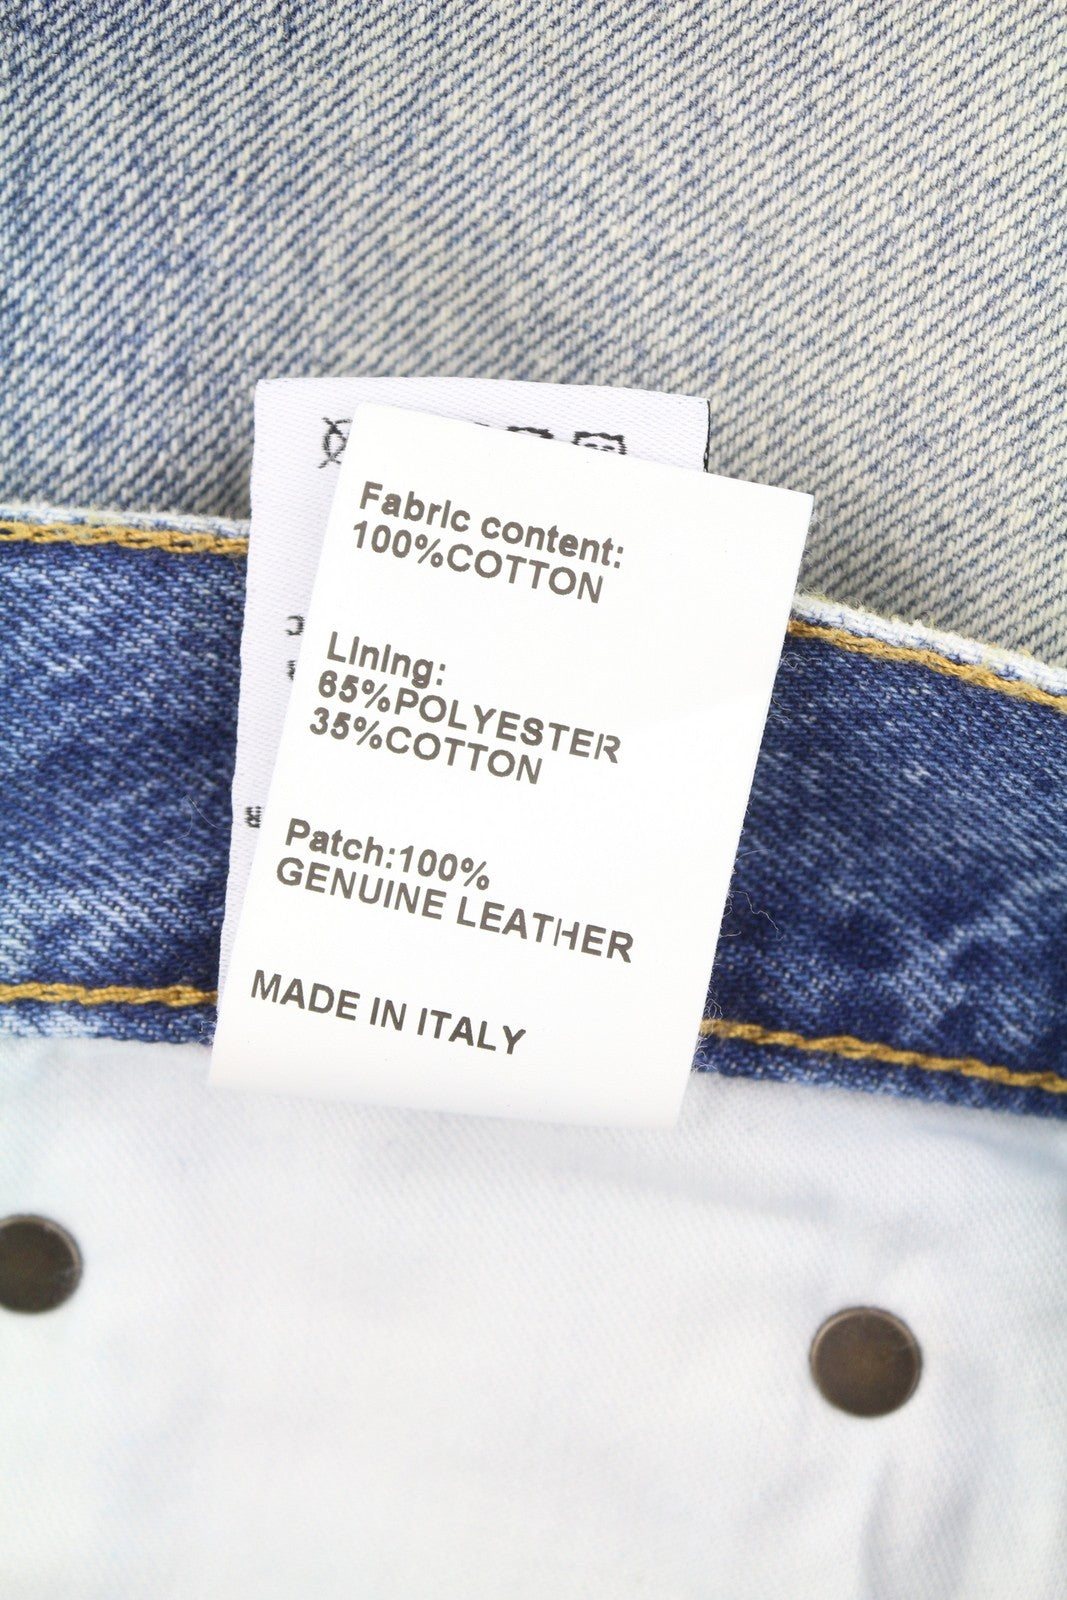 Fabric content:
100%COTTON
Lining:
65%POLYESTER
35%COTTON
Patch:100%
GENUINE LEATHER
MADE IN ITALY